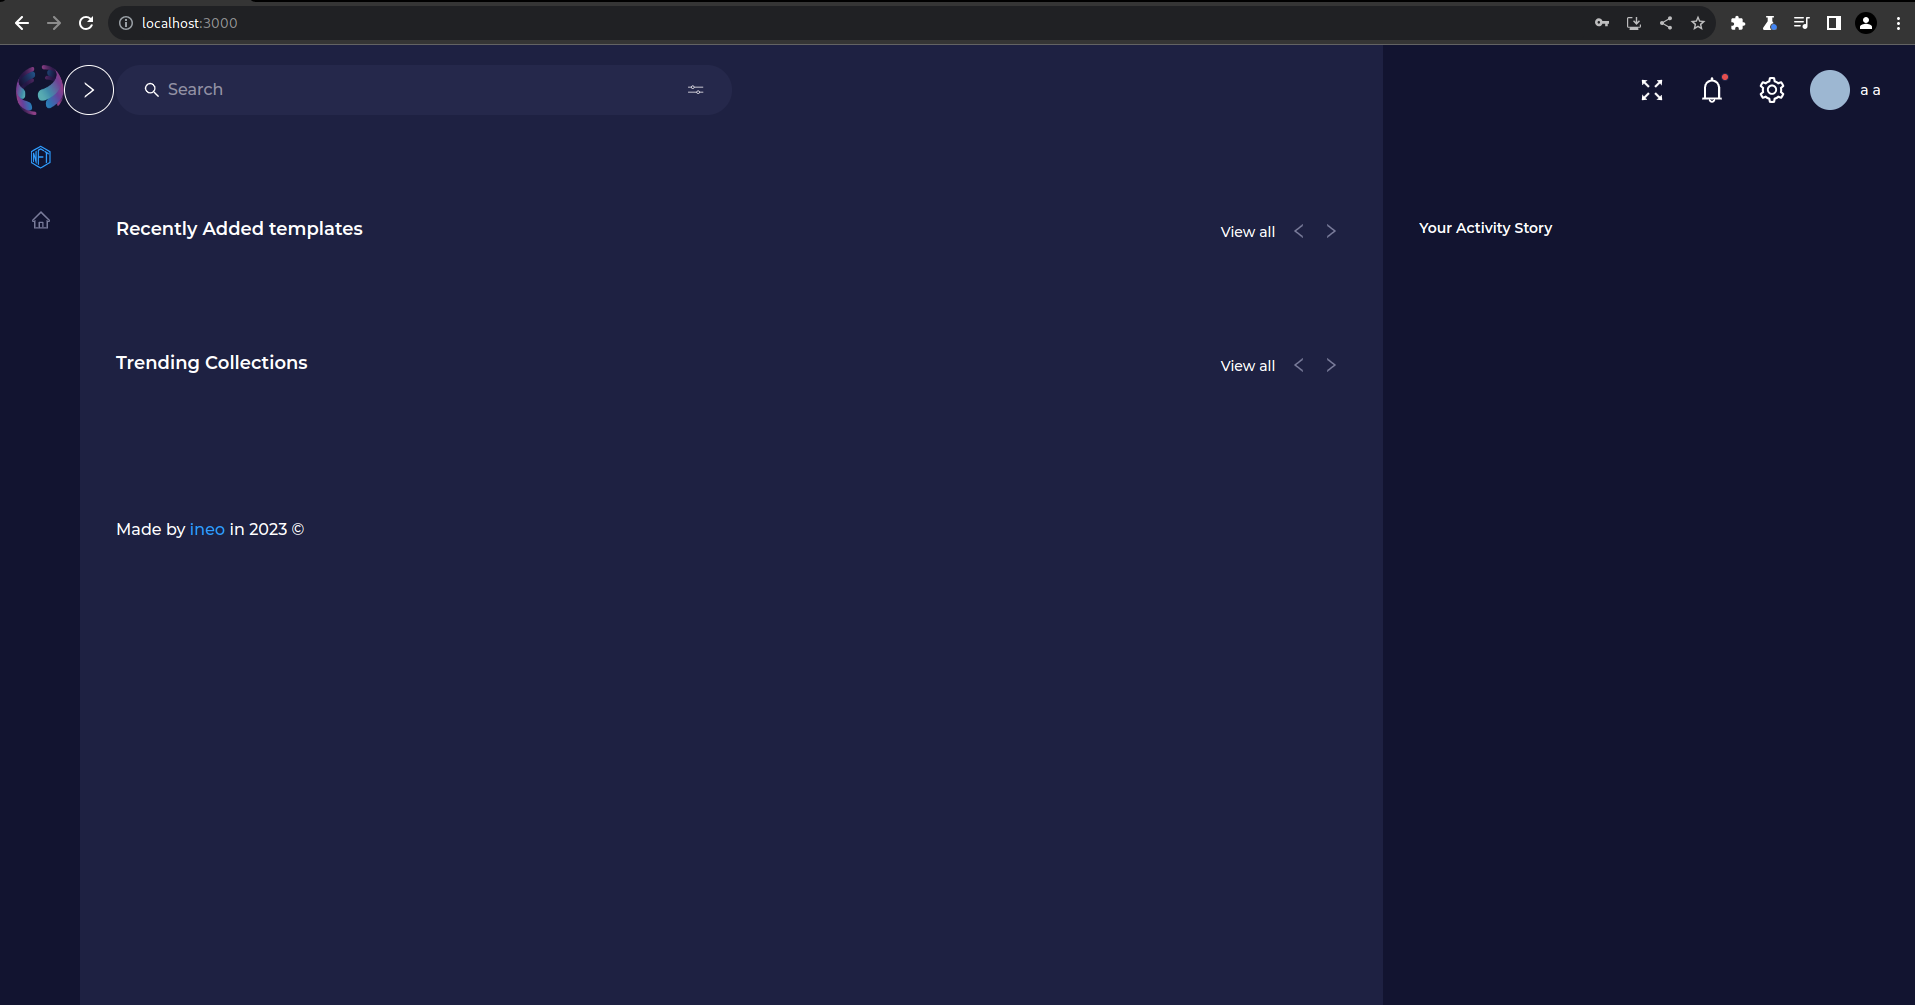 localhost:3000
Search
a a
NFT
Recently Added templates
View all
Your Activity Story
Trending Collections
View all
Made by ineo in 2023 ©